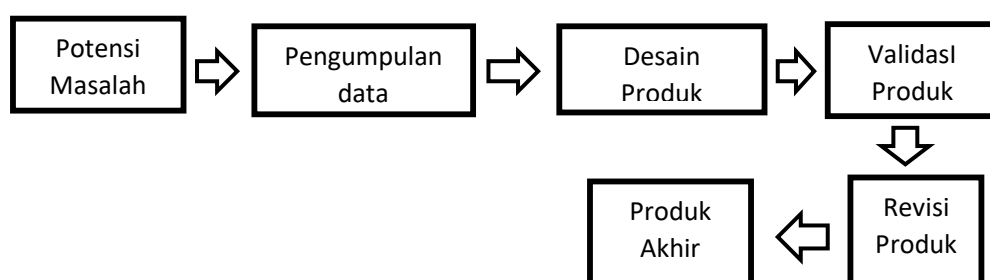 Potensi
Masalah
Pengumpulan
data
Desain
Produk
ValidasI
Produk
Revisi
Produk
Produk
Akhir